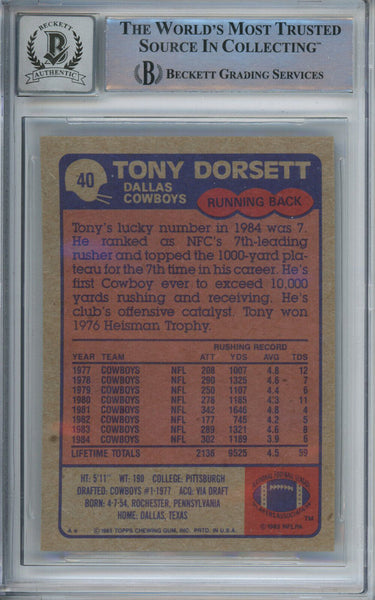 BECKETT
AUTHENTIC
THE WORLD'S MOST TRUSTED
SOURCE IN COLLECTING™
BECKETT GRADING SERVICES
40
TONY DORSETT
DALLAS
COWBOYS
RUNNING BACK
Tony's lucky number in 1984 was 7.
He ranked as NFC's 7th-leading
rusher and topped the 1000-yard pla-
teau for the 7th time in his career. He's
first Cowboy ever to exceed 10,000
yards rushing and receiving. He's
club's offensive catalyst. Tony won
1976 Heisman Trophy.
RUSHING RECORD
YEAR TEAM ATT YDS AVG TDS
1977 COWBOYS NFL 208 1007 4.8 12
1978 COWBOYS NFL 290 1325 4.6 7
1979 COWBOYS NFL 250 1107 4.4 6
1980 COWBOYS NFL 278 1185 4.3 11
1981 COWBOYS NFL 342 1646 4.8 4
1982 COWBOYS NFL 177 745 4.2 5
1983 COWBOYS NFL 289 1321 4.6 8
1984 COWBOYS NFL 302 1189 3.9 6
LIFETIME TOTALS 2136 9525 4.5 59
HT: 5'11" WT: 190 COLLEGE: PITTSBURGH
DRAFTED: COWBOYS #1-1977 ACQ: VIA DRAFT
BORN: 4-7-54, ROCHESTER, PENNSYLVANIA
HOME: DALLAS, TEXAS
© 1985 TOPPS CHEWING GUM, INC. PRTD. IN U.S.A.
™
© 1985 NFLPA